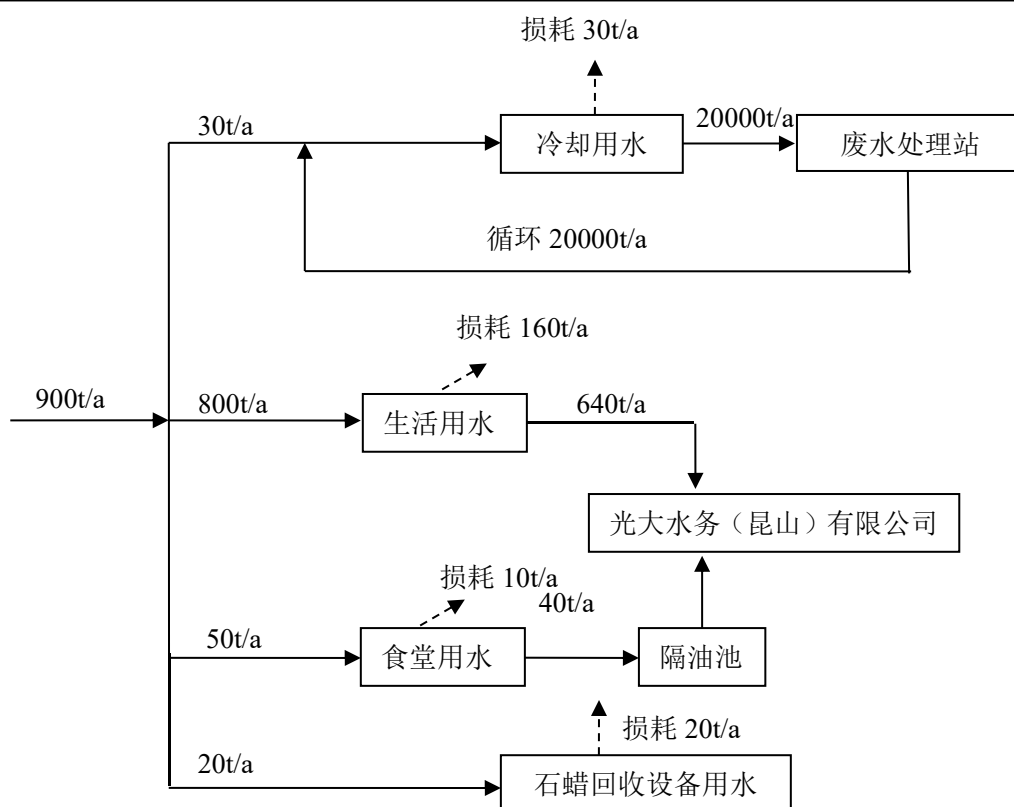 损耗 30t/a
30t/a
冷却用水
20000t/a
废水处理站
循环 20000t/a
损耗 160t/a
900t/a
800t/a
生活用水
640t/a
光大水务（昆山）有限公司
损耗 10t/a
40t/a
50t/a
食堂用水
隔油池
损耗 20t/a
20t/a
石蜡回收设备用水